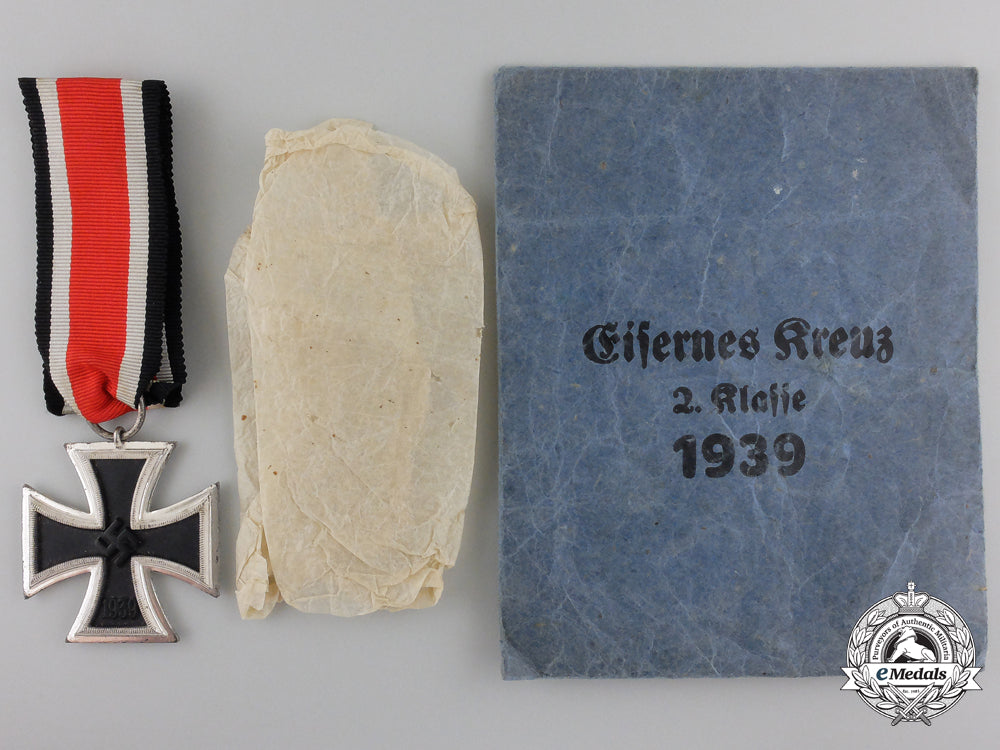 Eisernes Kreuz
2. Klasse
1939
1939
Purveyors of Authentic Militaria
eMedals